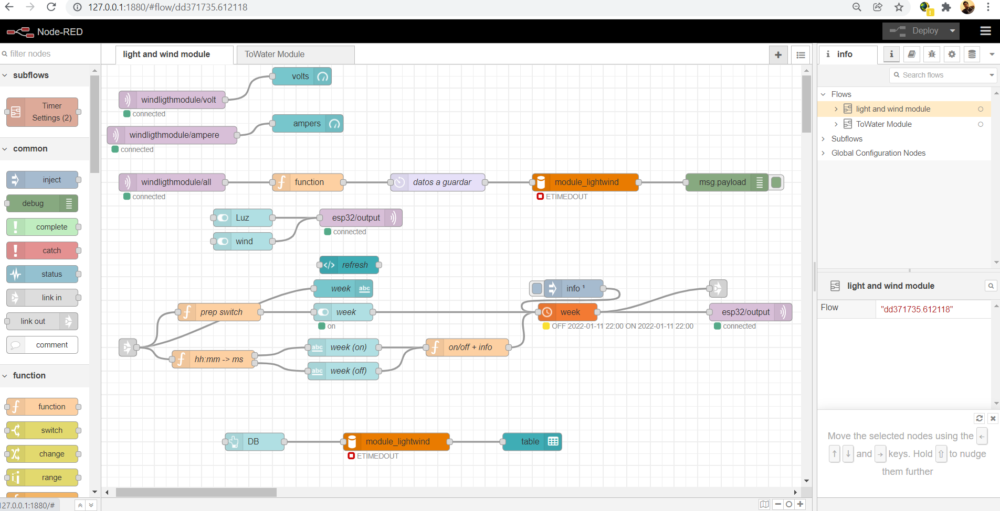 127.0.0.1:1880/#flow/dd371735.612118
Node-RED
Deploy
filter nodes
light and wind module
ToWater Module
info
subflows
Timer
Settings (2)
common
inject
debug
complete
catch
status
link in
link out
comment
function
function
switch
change
range
127.0.0.1:1880/#
volts
windligthmodule/volt
connected
ampers
windligthmodule/ampere
connected
windligthmodule/all
connected
function
datos a guardar
module_lightwind
ETIMEDOUT
msg.payload
Luz
wind
esp32/output
connected
refresh
week
abc
prep switch
week
on
info ¹
week
OFF 2022-01-11 22:00 ON 2022-01-11 22:00
esp32/output
connected
hh:mm -> ms
abc
week (on)
abc
week (off)
on/off + info
DB
module_lightwind
ETIMEDOUT
table
Search flows
Flows
light and wind module
ToWater Module
Subflows
Global Configuration Nodes
light and wind module
Flow
"dd371735.612118"
Move the selected nodes using the ←
↑ ↓ and → keys. Hold ⇧ to nudge
them further